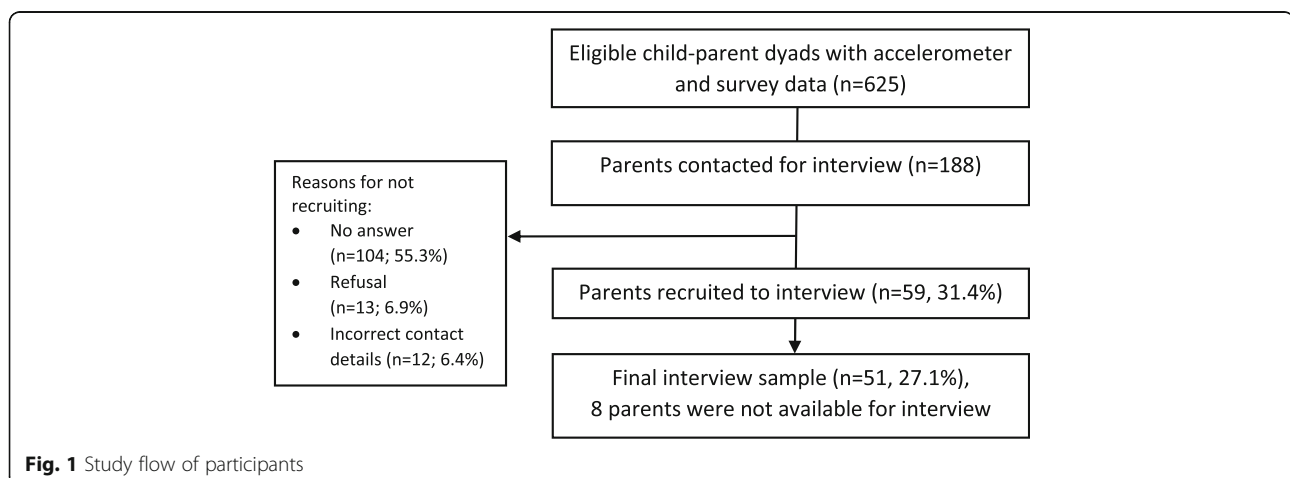 Eligible child-parent dyads with accelerometer
and survey data (n=625)
Parents contacted for interview (n=188)
Reasons for not
recruiting:
• No answer
(n=104; 55.3%)
• Refusal
(n=13; 6.9%)
• Incorrect contact
details (n=12; 6.4%)
Parents recruited to interview (n=59, 31.4%)
Final interview sample (n=51, 27.1%),
8 parents were not available for interview
Fig. 1 Study flow of participants